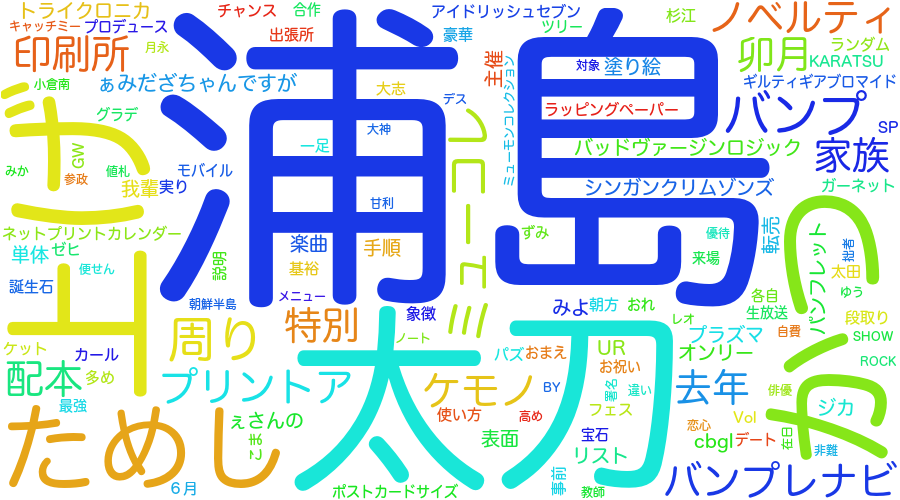 トライクロニカ
チャンス
合作
アイドリッシュセブン
杉江
ノベルティ
キャッチミー
プロデュース
出張所
豪華
ツリー
印刷所
月永
主催
卯月
ランダム
KARATSU
ぁみだざちゃんですが
対象
塗り絵
ギルティギアブロマイド
小倉南
大志
デス
ミューモンコレクション
ラッピングペーパー
バンプ
SP
グラデ
浦島
大神
一足
バッドヴァージンロジック
家族
みか
GW
値札
モバイル
参政
我輩
実り
甘利
シンガンクリムゾンズ
ガーネット
ネットプリントカレンダー
単体
ゼヒ
楽曲
手順
ずみ
優待
転売
拙者
便せん
説明
基裕
ミューコレ
来場
太田
誕生石
朝鮮半島
メニュー
象徴
みよ
朝方
おれ
各自
生放送
パンフレット
ゆう
段取り
周り
特別
ノート
レオ
プラズマ
自費
SHOW
ケット
カール
太刀
パズ
おまえ
UR
お祝い
オンリー
ROCK
配本
多め
プリントア
ケモノ
BY
署名
違い
去年
俳優
最強
ためし
ぇさんの
使い方
高め
フェス
恋心
Vol
ジカ
こま
表面
宝石
リスト
cbgl
デート
在日
非難
6月
ポストカードサイズ
事前
教師
バンプレナビ